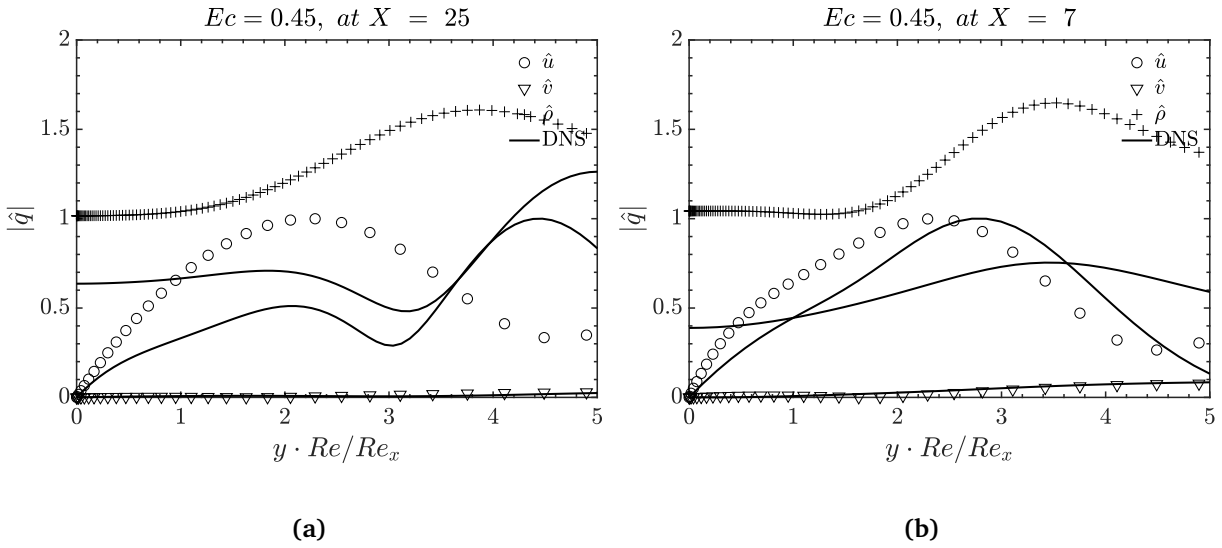 Ec = 0.45, at X = 25
2
1.5
1
0.5
0
|q̂|
û
v̂
ρ̂
DNS
0 1 2 3 4 5
y · Re/Reₓ
(a)
Ec = 0.45, at X = 7
2
1.5
1
0.5
0
|q̂|
û
v̂
ρ̂
DNS
0 1 2 3 4 5
y · Re/Reₓ
(b)